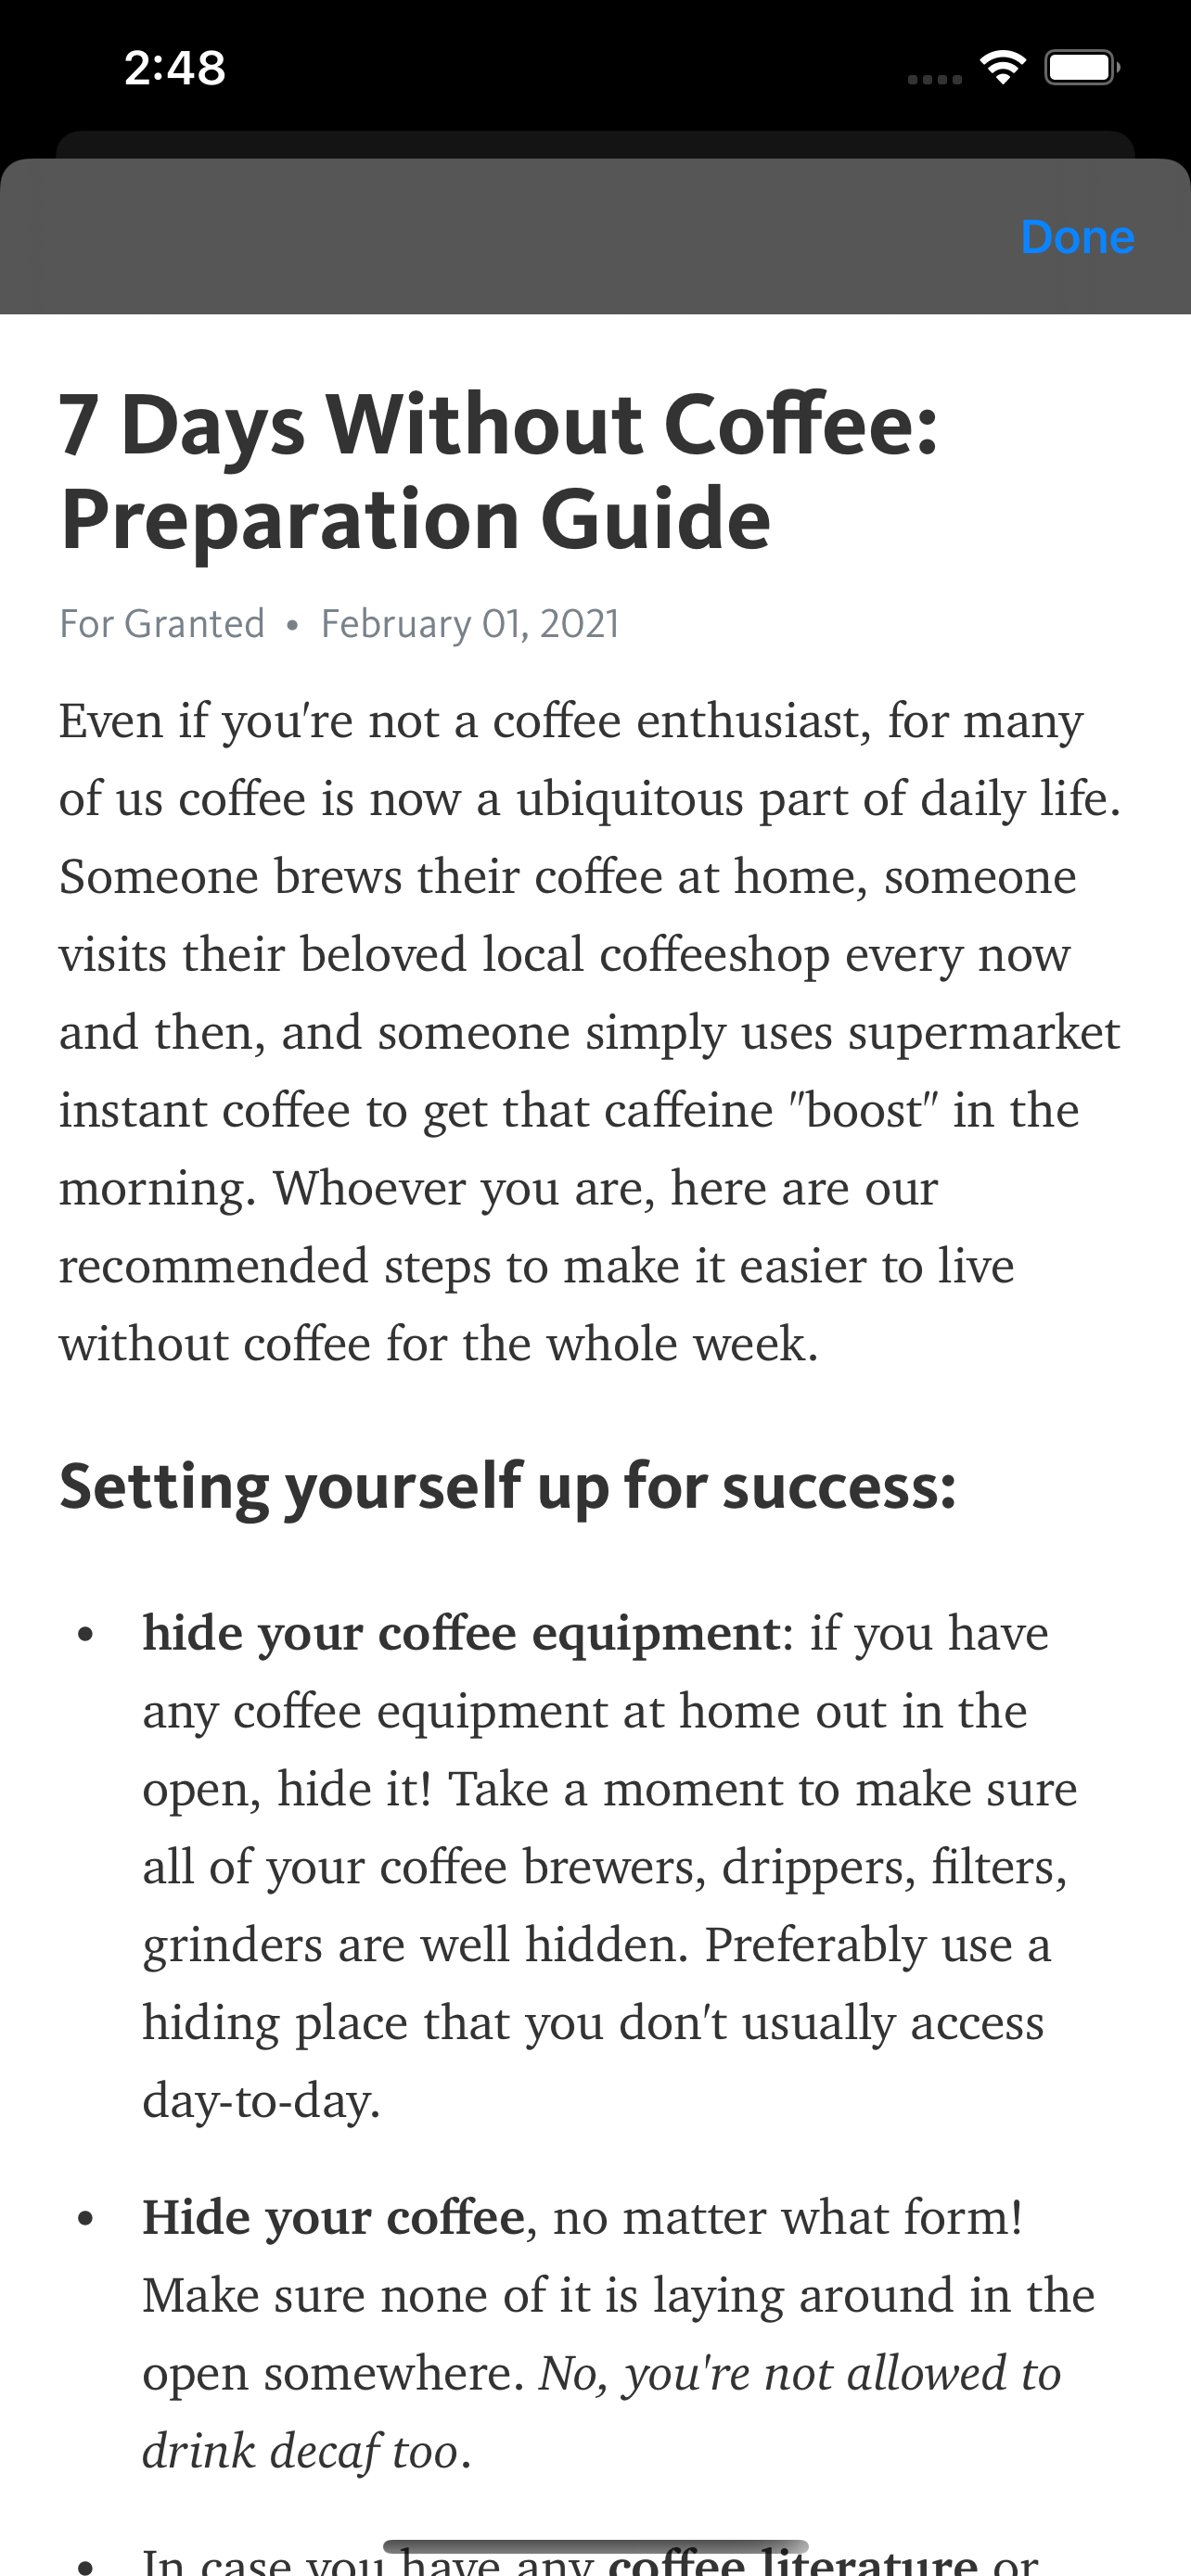 2:48
Done
7 Days Without Coffee:
Preparation Guide
For Granted • February 01, 2021
Even if you're not a coffee enthusiast, for many
of us coffee is now a ubiquitous part of daily life.
Someone brews their coffee at home, someone
visits their beloved local coffeeshop every now
and then, and someone simply uses supermarket
instant coffee to get that caffeine "boost" in the
morning. Whoever you are, here are our
recommended steps to make it easier to live
without coffee for the whole week.
Setting yourself up for success:
• hide your coffee equipment: if you have
any coffee equipment at home out in the
open, hide it! Take a moment to make sure
all of your coffee brewers, drippers, filters,
grinders are well hidden. Preferably use a
hiding place that you don't usually access
day-to-day.
• Hide your coffee, no matter what form!
Make sure none of it is laying around in the
open somewhere. No, you're not allowed to
drink decaf too.
• In case you have any coffee literature or